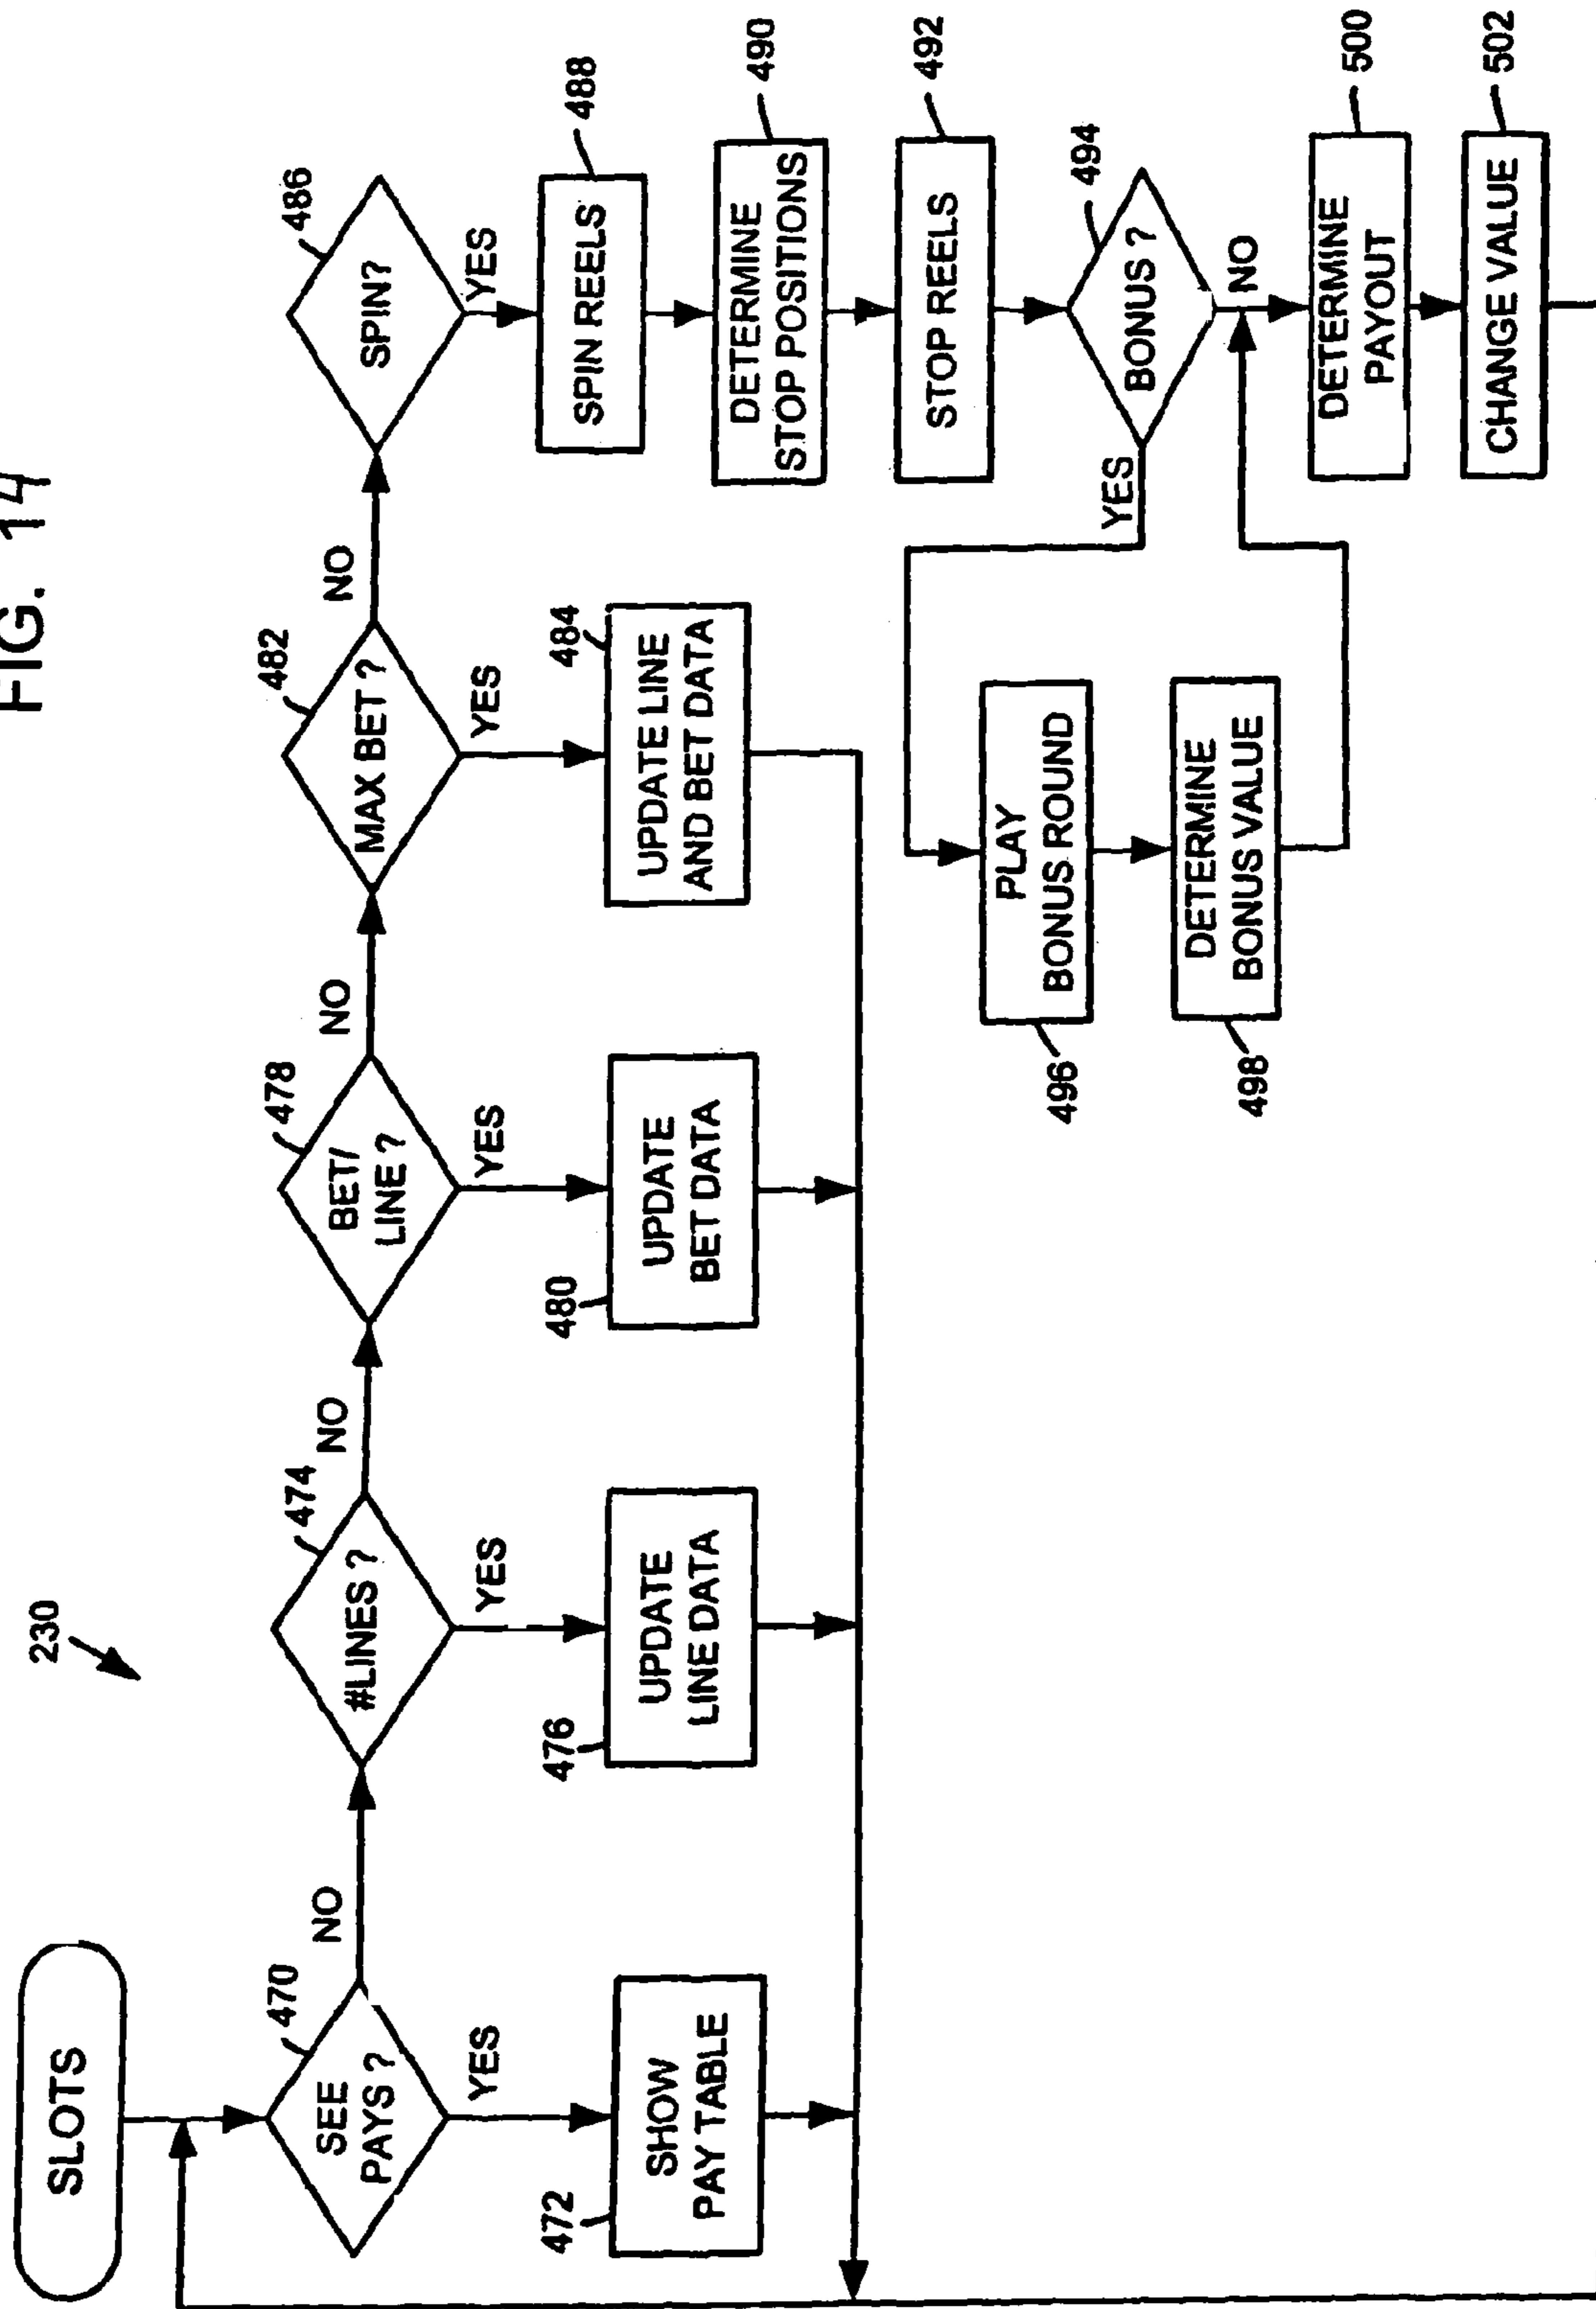 FIG. 14
230
SLOTS
470
SEE
PAYS ?
NO
YES
472
SHOW
PAY TABLE
474
#LINES ?
NO
YES
476
UPDATE
LINE DATA
478
BET/
LINE ?
NO
YES
480
UPDATE
BET DATA
482
MAX BET ?
NO
YES
484
UPDATE LINE
AND BET DATA
486
SPIN?
YES
488
SPIN REELS
490
DETERMINE
STOP POSITIONS
492
STOP REELS
494
BONUS ?
YES
NO
496
PLAY
BONUS ROUND
498
DETERMINE
BONUS VALUE
500
DETERMINE
PAYOUT
502
CHANGE VALUE